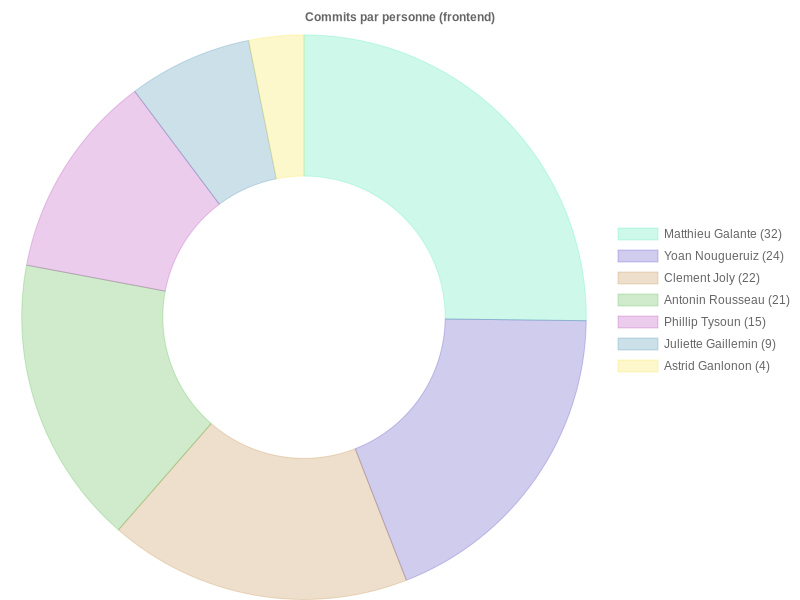 Commits par personne (frontend)
Matthieu Galante (32)
Yoan Nougueruiz (24)
Clement Joly (22)
Antonin Rousseau (21)
Phillip Tysoun (15)
Juliette Gaillemin (9)
Astrid Ganlonon (4)